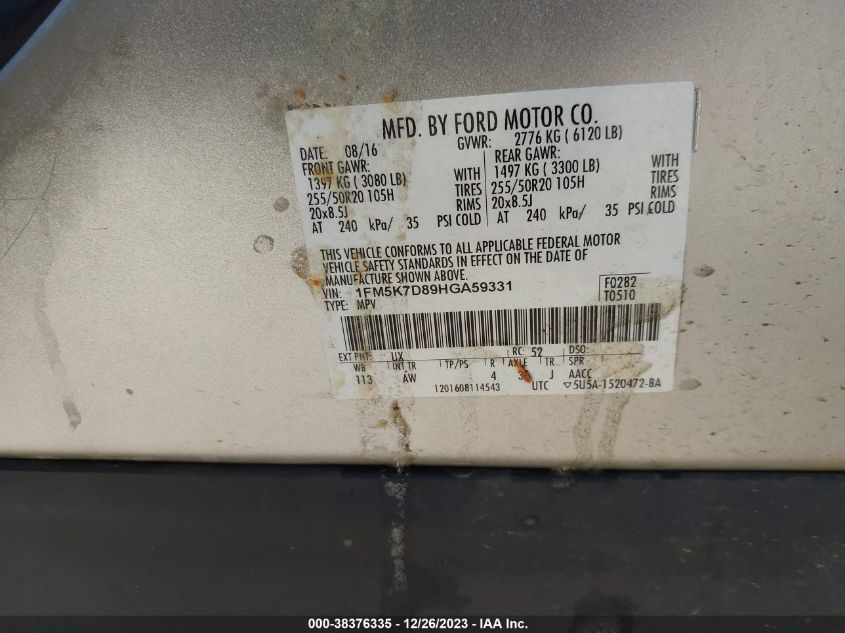 MFD. BY FORD MOTOR CO.
DATE: 08/16 GVWR: 2776 KG ( 6120 LB)
FRONT GAWR: REAR GAWR:
1397 KG ( 3080 LB) WITH 1497 KG ( 3300 LB) WITH
255/50R20 105H TIRES 255/50R20 105H TIRES
20x8.5J RIMS 20x8.5J RIMS
AT 240 kPa/ 35 PSI COLD AT 240 kPa/ 35 PSI COLD
THIS VEHICLE CONFORMS TO ALL APPLICABLE FEDERAL MOTOR
VEHICLE SAFETY STANDARDS IN EFFECT ON THE DATE OF
MANUFACTURE SHOWN ABOVE.
VIN: 1FM5K7D89HGA59331 F0282
TYPE: MPV T0510
EXT PNT: UX RC: 52 DSO:
WB INT TR TP/PS R AXLE TR SPR
113 AW 4 J AACC
1201608114543 UTC ▽5U5A-1520472-BA
000-38376335 - 12/26/2023 - IAA Inc.